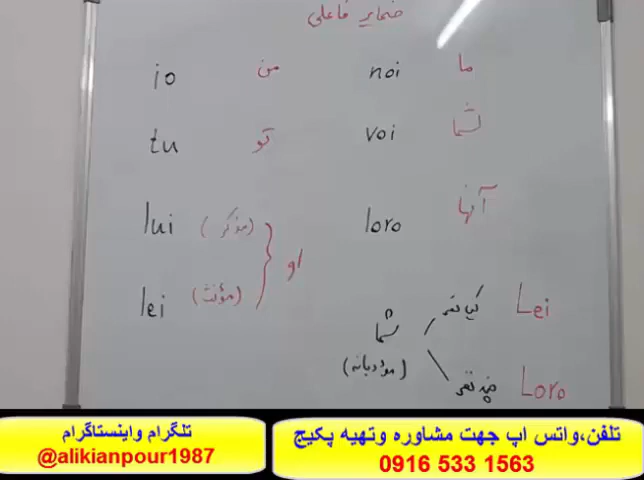 ضمایر فاعلی
io من noi ما
tu تو voi شما
lui (مذکر) loro آنها
او
lei (مؤنث)
شما یک نفر Lei
(مؤدبانه) چند نفر Loro
تلگرام واینستاگرام
@alikianpour1987
تلفن،واتس اپ جهت مشاوره وتهیه پکیج
0916 533 1563